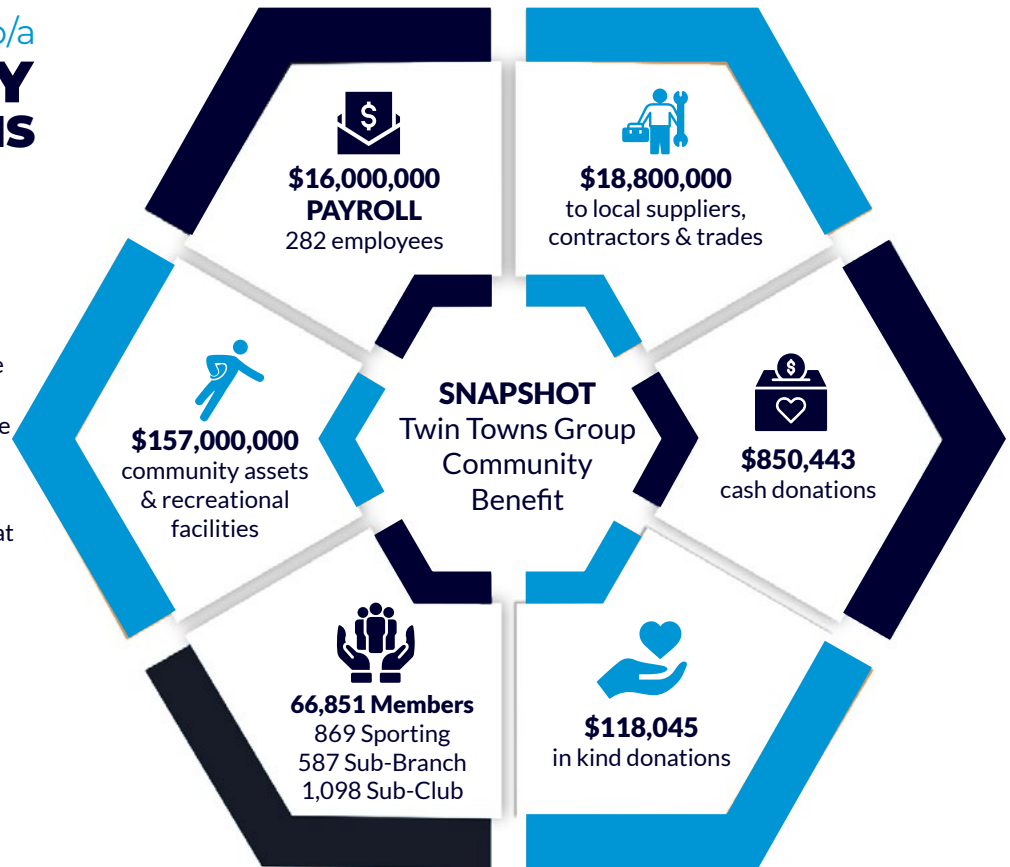 p/a
Y
NS
$16,000,000
PAYROLL
282 employees
$18,800,000
to local suppliers,
contractors & trades
$157,000,000
community assets
& recreational
facilities
SNAPSHOT
Twin Towns Group
Community
Benefit
$850,443
cash donations
66,851 Members
869 Sporting
587 Sub-Branch
1,098 Sub-Club
$118,045
in kind donations
e
e
at